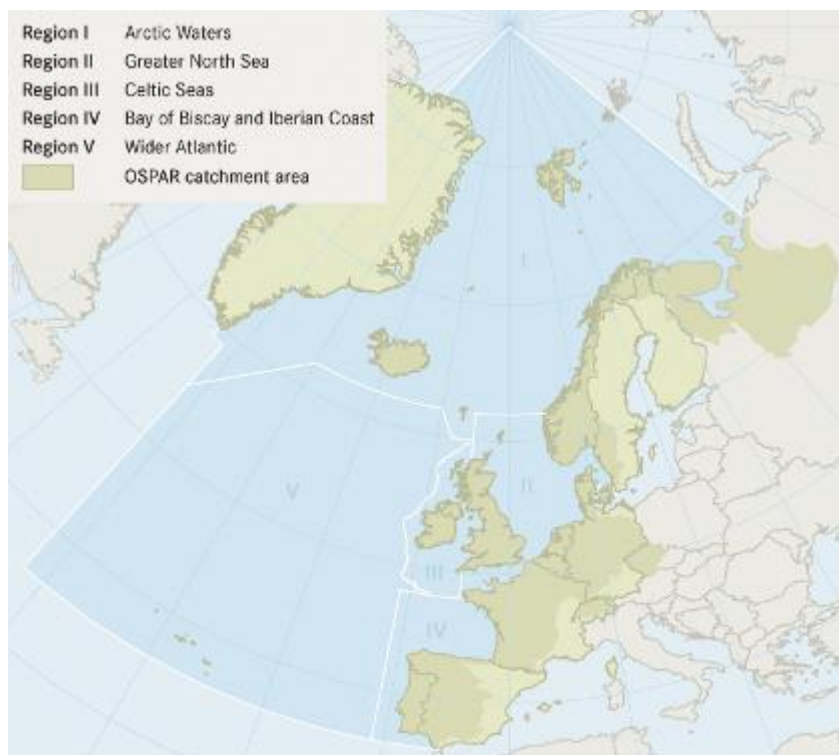 Region I Arctic Waters
Region II Greater North Sea
Region III Celtic Seas
Region IV Bay of Biscay and Iberian Coast
Region V Wider Atlantic
OSPAR catchment area
I
II
V
III
IV